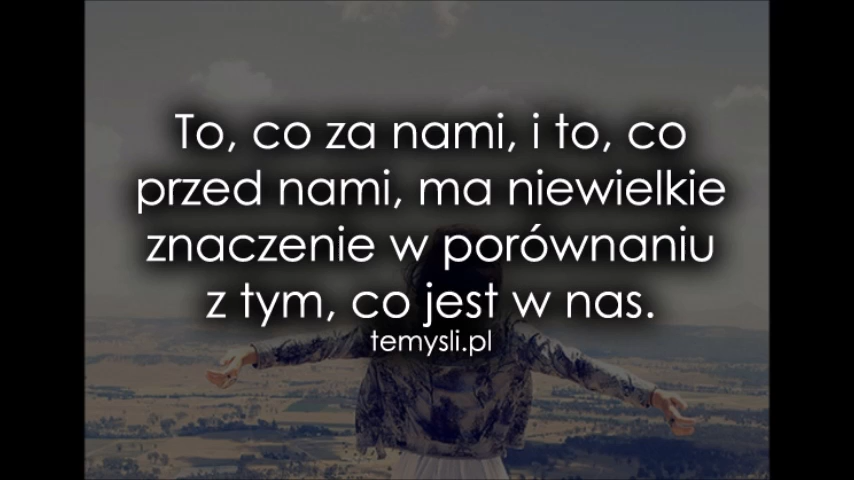 To, co za nami, i to, co
przed nami, ma niewielkie
znaczenie w porównaniu
z tym, co jest w nas.
temysli.pl